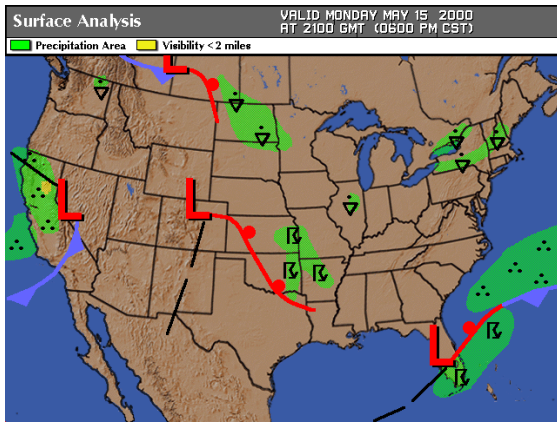 Surface Analysis
VALID MONDAY MAY 15 2000
AT 2100 GMT (0600 PM CST)
Precipitation Area
Visibility <2 miles
L
L
L
L